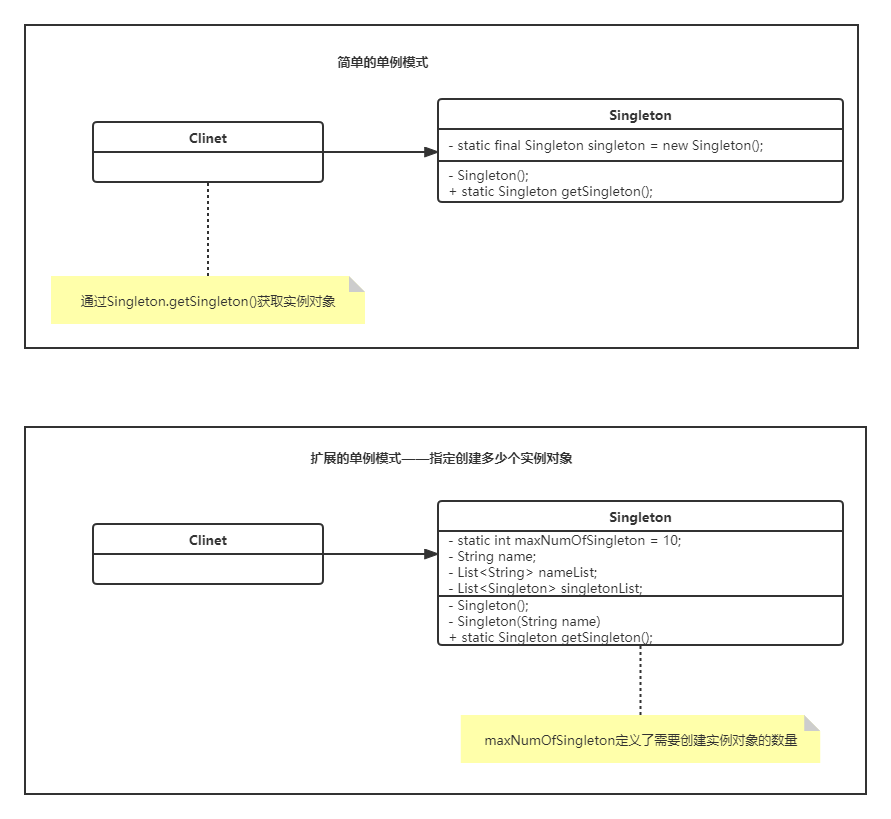 简单的单例模式
Clinet
Singleton
- static final Singleton singleton = new Singleton();
- Singleton();
+ static Singleton getSingleton();
通过Singleton.getSingleton()获取实例对象
扩展的单例模式——指定创建多少个实例对象
Clinet
Singleton
- static int maxNumOfSingleton = 10;
- String name;
- List<String> nameList;
- List<Singleton> singletonList;
- Singleton();
- Singleton(String name)
+ static Singleton getSingleton();
maxNumOfSingleton定义了需要创建实例对象的数量